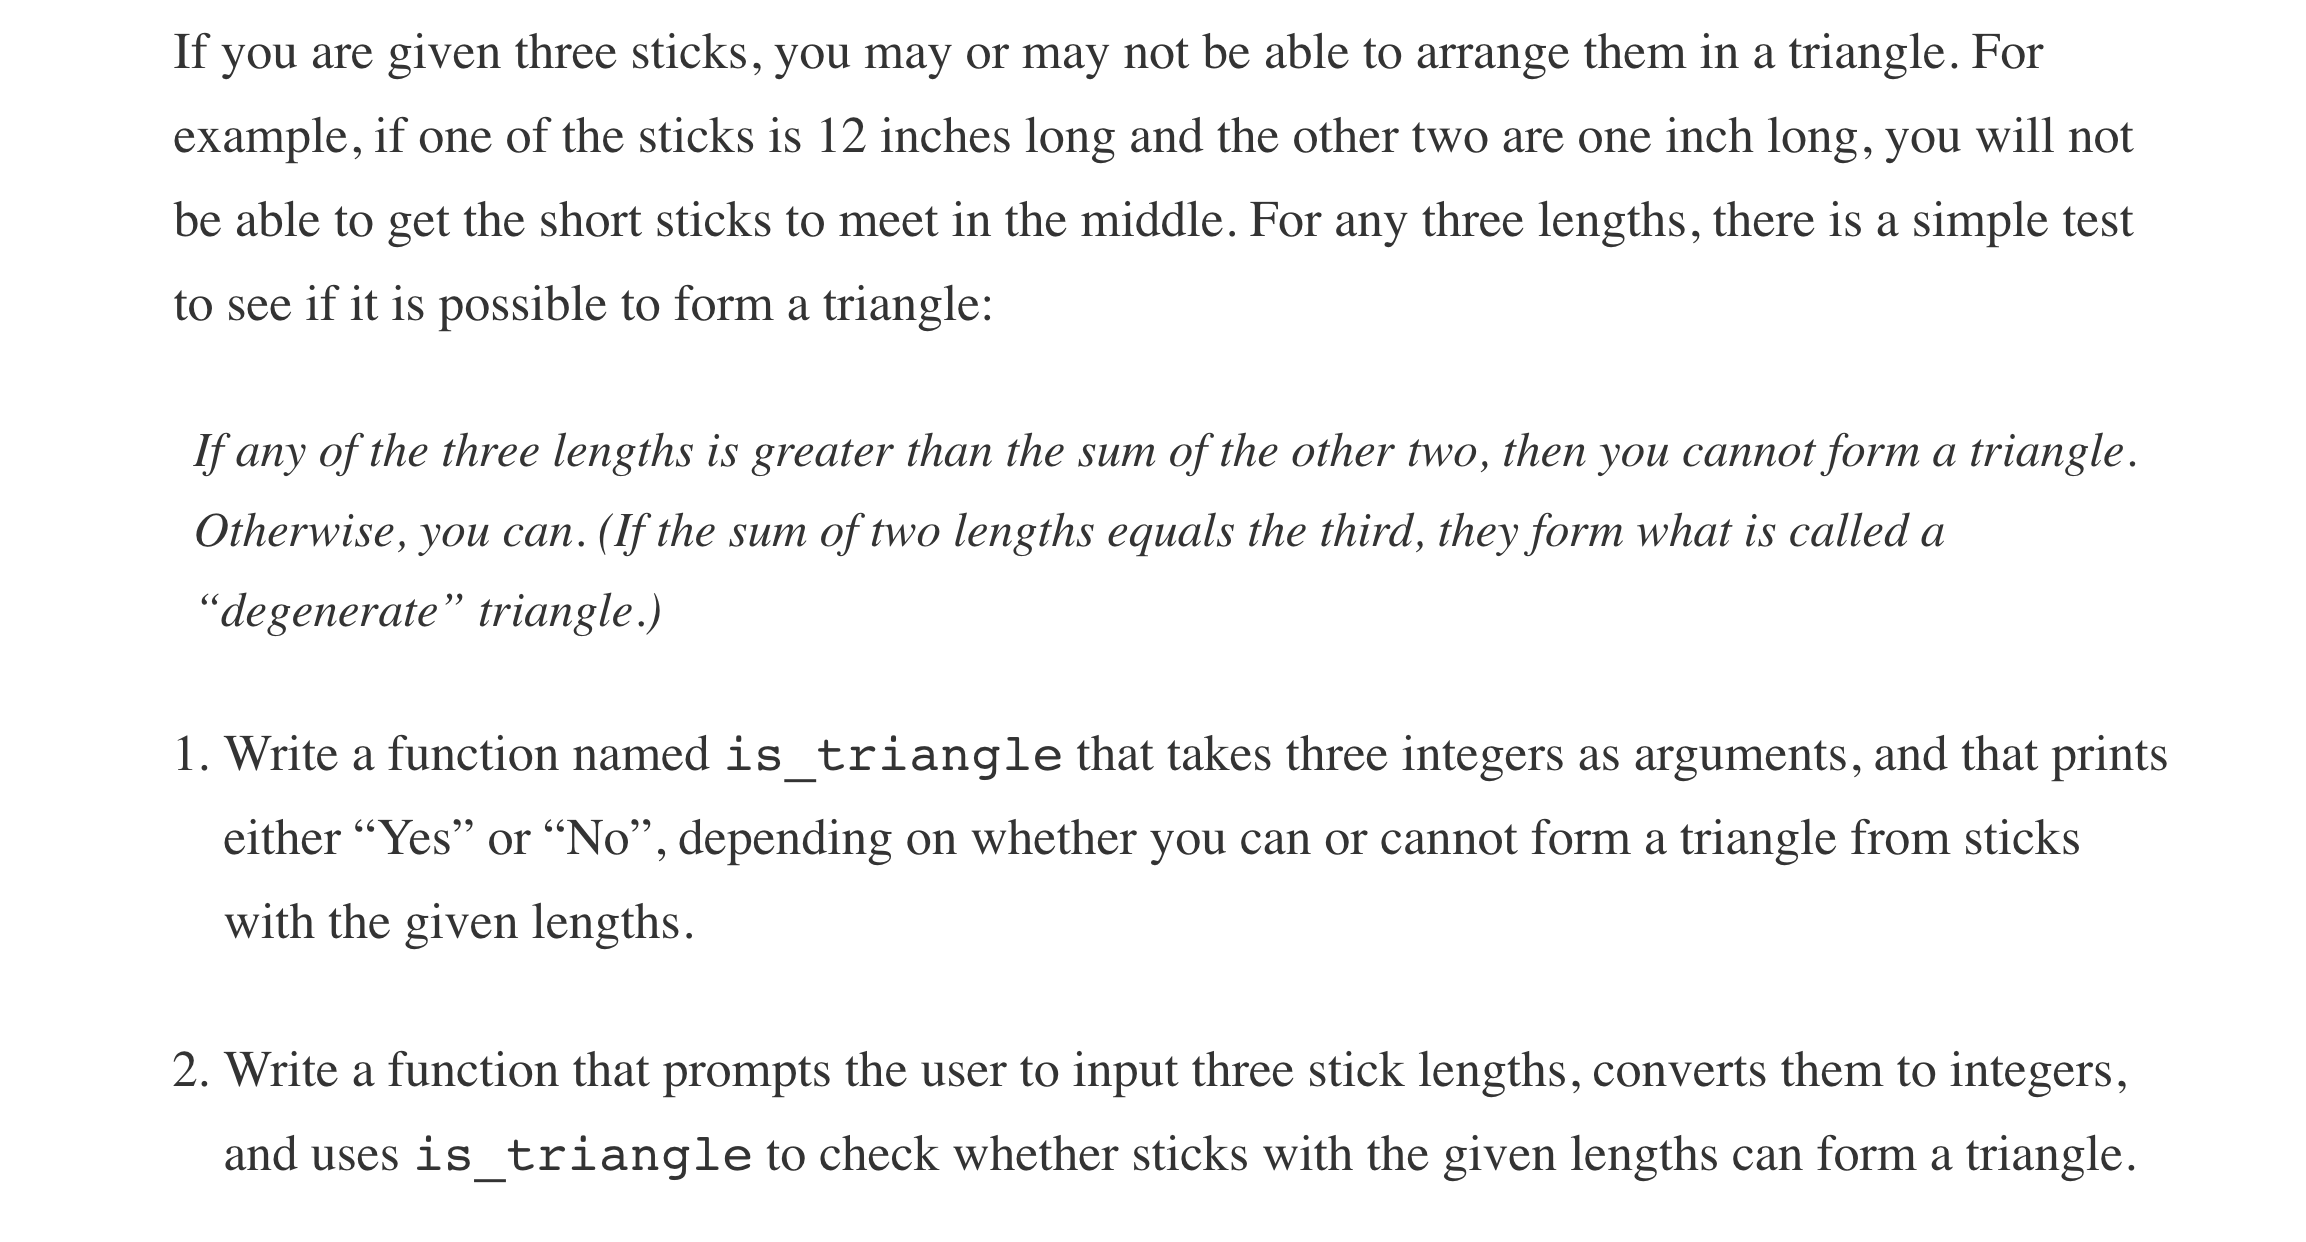 If you are given three sticks, you may or may not be able to arrange them in a triangle. For
example, if one of the sticks is 12 inches long and the other two are one inch long, you will not
be able to get the short sticks to meet in the middle. For any three lengths, there is a simple test
to see if it is possible to form a triangle:
If any of the three lengths is greater than the sum of the other two, then you cannot form a triangle.
Otherwise, you can. (If the sum of two lengths equals the third, they form what is called a
“degenerate” triangle.)
1. Write a function named is_triangle that takes three integers as arguments, and that prints
either “Yes” or “No”, depending on whether you can or cannot form a triangle from sticks
with the given lengths.
2. Write a function that prompts the user to input three stick lengths, converts them to integers,
and uses is_triangle to check whether sticks with the given lengths can form a triangle.